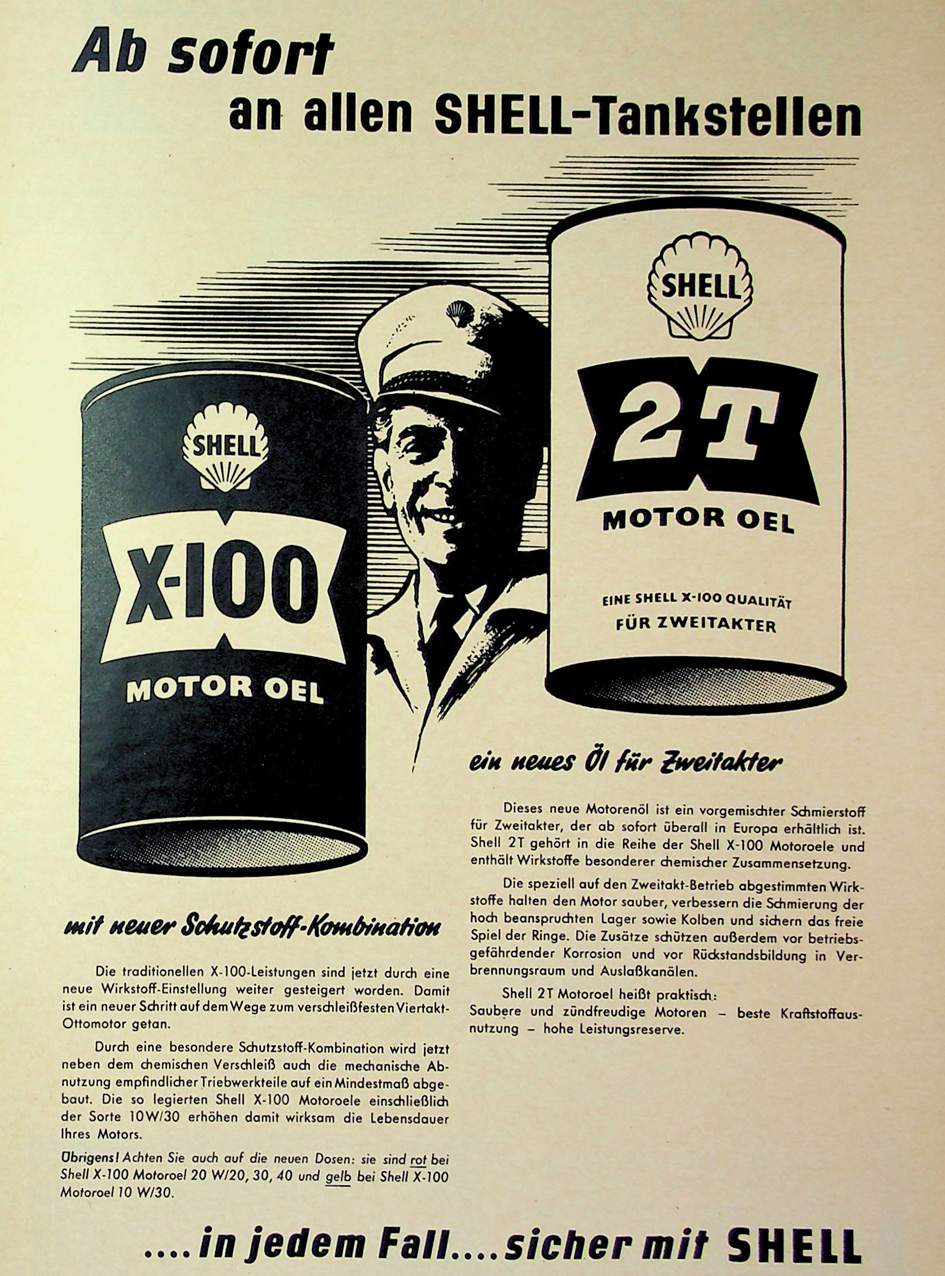 Ab sofort
an allen SHELL-Tankstellen
SHELL
2T
MOTOR OEL
EINE SHELL X-100 QUALITÄT
FÜR ZWEITAKTER
SHELL
X-100
MOTOR OEL
ein neues Öl für Zweitakter
Dieses neue Motorenöl ist ein vorgemischter Schmierstoff
für Zweitakter, der ab sofort überall in Europa erhältlich ist.
Shell 2T gehört in die Reihe der Shell X-100 Motoroele und
enthält Wirkstoffe besonderer chemischer Zusammensetzung.
Die speziell auf den Zweitakt-Betrieb abgestimmten Wirk-
stoffe halten den Motor sauber, verbessern die Schmierung der
hoch beanspruchten Lager sowie Kolben und sichern das freie
Spiel der Ringe. Die Zusätze schützen außerdem vor betriebs-
gefährdender Korrosion und vor Rückstandsbildung in Ver-
brennungsraum und Auslaßkanälen.
Shell 2T Motoroel heißt praktisch:
Saubere und zündfreudige Motoren – beste Kraftstoffaus-
nutzung – hohe Leistungsreserve.
mit neuer Schutzstoff-Kombination
Die traditionellen X-100-Leistungen sind jetzt durch eine
neue Wirkstoff-Einstellung weiter gesteigert worden. Damit
ist ein neuer Schritt auf dem Wege zum verschleißfesten Viertakt-
Ottomotor getan.
Durch eine besondere Schutzstoff-Kombination wird jetzt
neben dem chemischen Verschleiß auch die mechanische Ab-
nutzung empfindlicher Triebwerkteile auf ein Mindestmaß abge-
baut. Die so legierten Shell X-100 Motoroele einschließlich
der Sorte 10W/30 erhöhen damit wirksam die Lebensdauer
Ihres Motors.
Übrigens! Achten Sie auch auf die neuen Dosen: sie sind rot bei
Shell X-100 Motoroel 20 W/20, 30, 40 und gelb bei Shell X-100
Motoroel 10 W/30.
....in jedem Fall....sicher mit SHELL